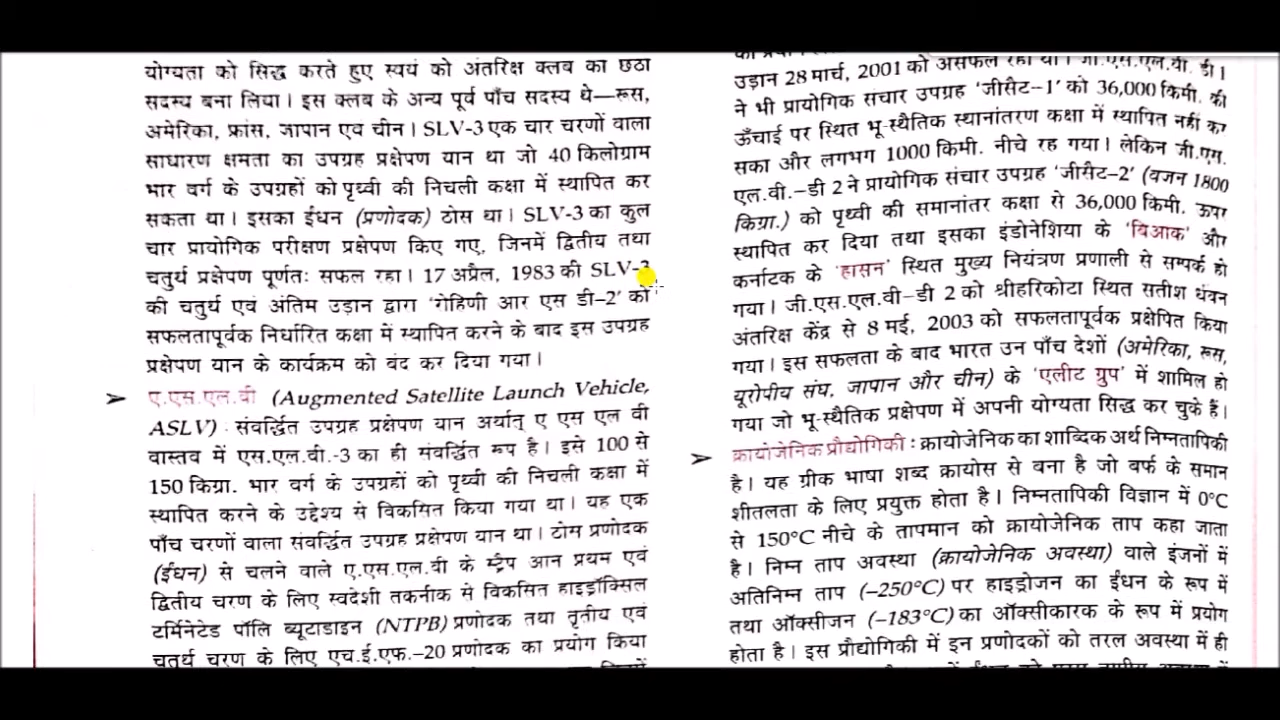 योग्यता को सिद्ध करते हुए स्वयं को अंतरिक्ष क्लब का छठा
सदस्य बना लिया। इस क्लब के अन्य पूर्व पाँच सदस्य थे—रूस,
अमेरिका, फ्रांस, जापान एवं चीन। SLV-3 एक चार चरणों वाला
साधारण क्षमता का उपग्रह प्रक्षेपण यान था जो 40 किलोग्राम
भार वर्ग के उपग्रहों को पृथ्वी की निचली कक्षा में स्थापित कर
सकता था। इसका ईंधन (प्रणोदक) टोस था। SLV-3 का कुल
चार प्रायोगिक परीक्षण प्रक्षेपण किए गए, जिनमें द्वितीय तथा
चतुर्थ प्रक्षेपण पूर्णतः सफल रहा। 17 अप्रैल, 1983 की SLV-3
की चतुर्थ एवं अंतिम उड़ान द्वारा 'रोहिणी आर एस डी–2' को
सफलतापूर्वक निर्धारित कक्षा में स्थापित करने के बाद इस उपग्रह
प्रक्षेपण यान के कार्यक्रम को बंद कर दिया गया।
➤ ए.एस.एल.वी (Augmented Satellite Launch Vehicle,
ASLV) : संवर्द्धित उपग्रह प्रक्षेपण यान अर्थात् ए एस एल वी
वास्तव में एस.एल.वी.-3 का ही संवर्द्धित रूप है। इसे 100 से
150 किग्रा. भार वर्ग के उपग्रहों को पृथ्वी की निचली कक्षा में
स्थापित करने के उद्देश्य से विकसित किया गया था। यह एक
पाँच चरणों वाला संवर्द्धित उपग्रह प्रक्षेपण यान था। टोस प्रणोदक
(ईंधन) से चलने वाले ए.एस.एल.वी के स्ट्रैप आन प्रथम एवं
द्वितीय चरण के लिए स्वदेशी तकनीक से विकसित हाइड्रॉक्सिल
टर्मिनेटेड पॉलि ब्यूटाडाइन (NTPB) प्रणोदक तथा तृतीय एवं
चतुर्थ चरण के लिए एच.ई.एफ.–20 प्रणोदक का प्रयोग किया
उड़ान 28 मार्च, 2001 को असफल रहा था। जी.एस.एल.वी. डी।
ने भी प्रायोगिक संचार उपग्रह 'जीसैट–1' को 36,000 किमी. की
ऊँचाई पर स्थित भू-स्थैतिक स्थानांतरण कक्षा में स्थापित नहीं कर
सका और लगभग 1000 किमी. नीचे रह गया। लेकिन जी.एस.
एल.वी.–डी 2 ने प्रायोगिक संचार उपग्रह 'जीसैट–2' (वजन 1800
किग्रा.) को पृथ्वी की समानांतर कक्षा से 36,000 किमी. ऊपर
स्थापित कर दिया तथा इसका इंडोनेशिया के 'बिआक' और
कर्नाटक के 'हासन' स्थित मुख्य नियंत्रण प्रणाली से सम्पर्क हो
गया। जी.एस.एल.वी–डी 2 को श्रीहरिकोटा स्थित सतीश धवन
अंतरिक्ष केंद्र से 8 मई, 2003 को सफलतापूर्वक प्रक्षेपित किया
गया। इस सफलता के बाद भारत उन पाँच देशों (अमेरिका, रूस,
यूरोपीय संघ, जापान और चीन) के 'एलीट ग्रुप' में शामिल हो
गया जो भू-स्थैतिक प्रक्षेपण में अपनी योग्यता सिद्ध कर चुके हैं।
➤ क्रायोजेनिक प्रौद्योगिकी : क्रायोजेनिक का शाब्दिक अर्थ निम्नतापिकी
है। यह ग्रीक भाषा शब्द क्रायोस से बना है जो बर्फ के समान
शीतलता के लिए प्रयुक्त होता है। निम्नतापिकी विज्ञान में 0°C
से 150°C नीचे के तापमान को क्रायोजेनिक ताप कहा जाता
है। निम्न ताप अवस्था (क्रायोजेनिक अवस्था) वाले इंजनों में
अतिनिम्न ताप (–250°C) पर हाइड्रोजन का ईंधन के रूप में
तथा ऑक्सीजन (–183°C) का ऑक्सीकारक के रूप में प्रयोग
होता है। इस प्रौद्योगिकी में इन प्रणोदकों को तरल अवस्था में ही